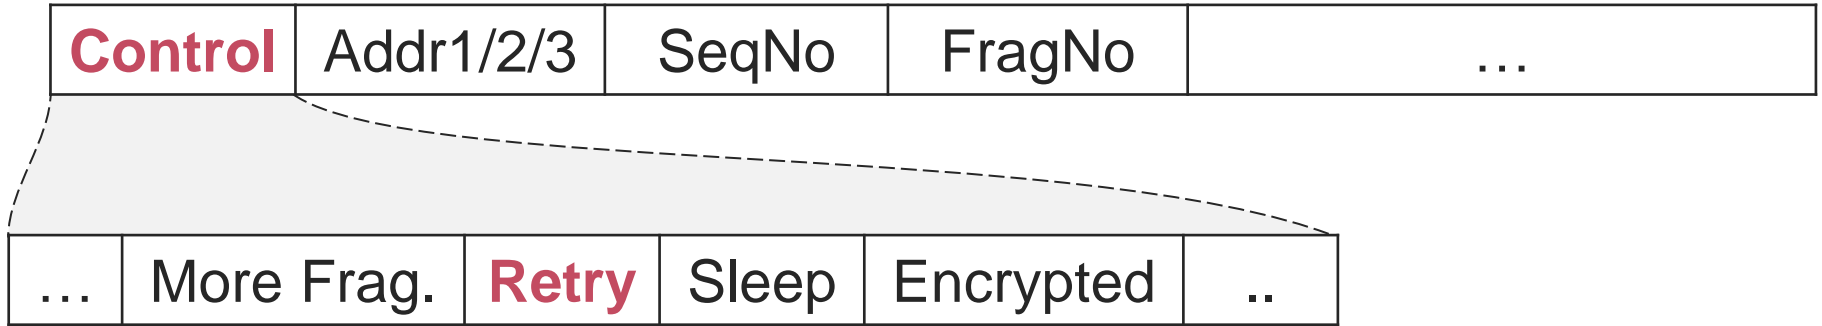 Control Addr1/2/3 SeqNo FragNo …
… More Frag. Retry Sleep Encrypted ..